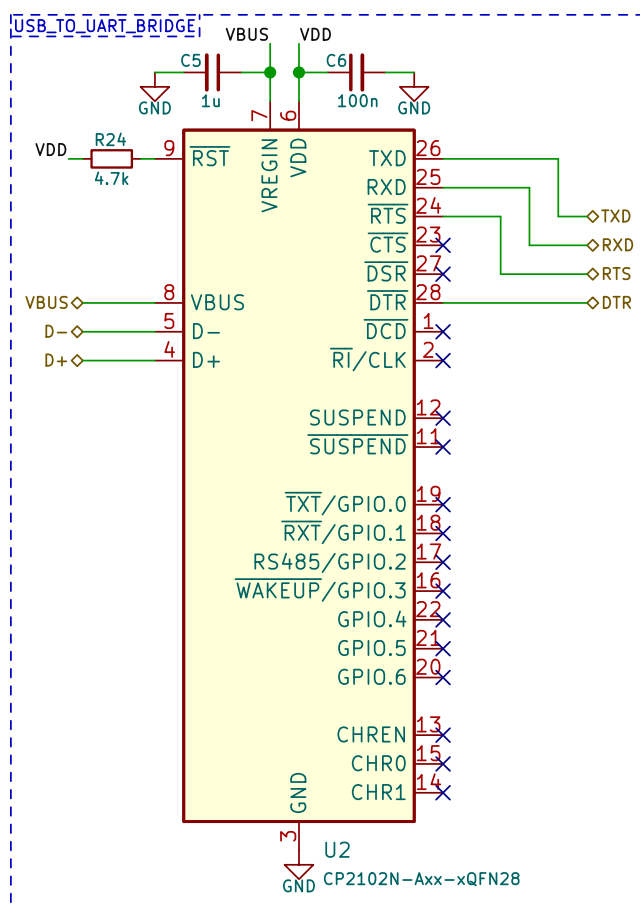 USB_TO_UART_BRIDGE
VBUS VDD
C5 C6
1u 100n
GND GND
7 6
VREGIN VDD
VDD R24 9 RST
4.7k
TXD 26
RXD 25
RTS 24
CTS 23
DSR 27
DTR 28
DCD 1
RI/CLK 2
TXD
RXD
RTS
DTR
VBUS 8 VBUS
D- 5 D-
D+ 4 D+
SUSPEND 12
SUSPEND 11
TXT/GPIO.0 19
RXT/GPIO.1 18
RS485/GPIO.2 17
WAKEUP/GPIO.3 16
GPIO.4 22
GPIO.5 21
GPIO.6 20
CHREN 13
CHR0 15
CHR1 14
GND
3
U2
GND CP2102N-Axx-xQFN28